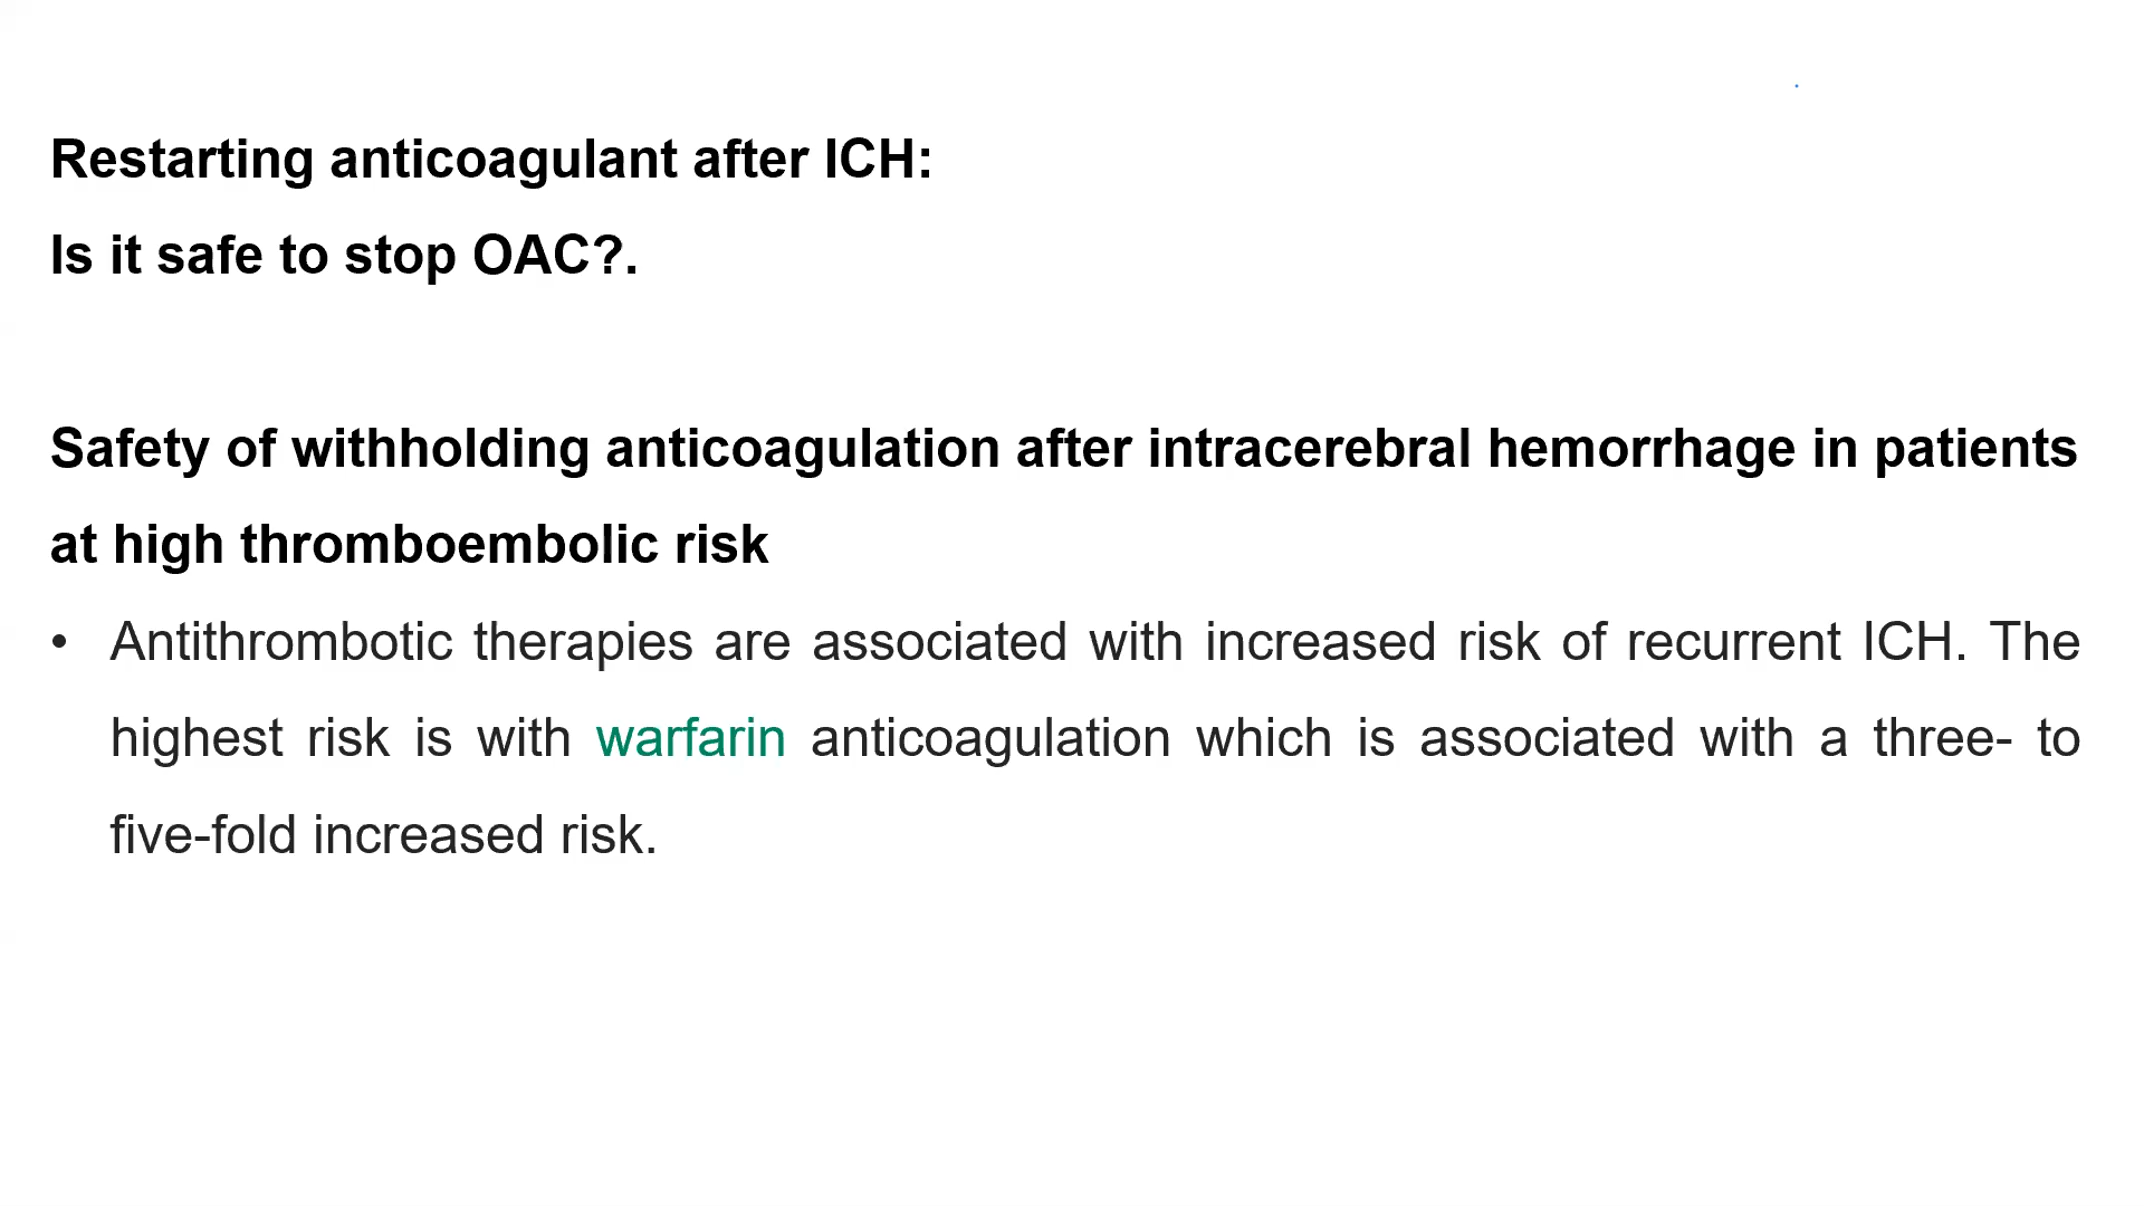 Restarting anticoagulant after ICH:
Is it safe to stop OAC?.
Safety of withholding anticoagulation after intracerebral hemorrhage in patients
at high thromboembolic risk
• Antithrombotic therapies are associated with increased risk of recurrent ICH. The
highest risk is with warfarin anticoagulation which is associated with a three- to
five-fold increased risk.